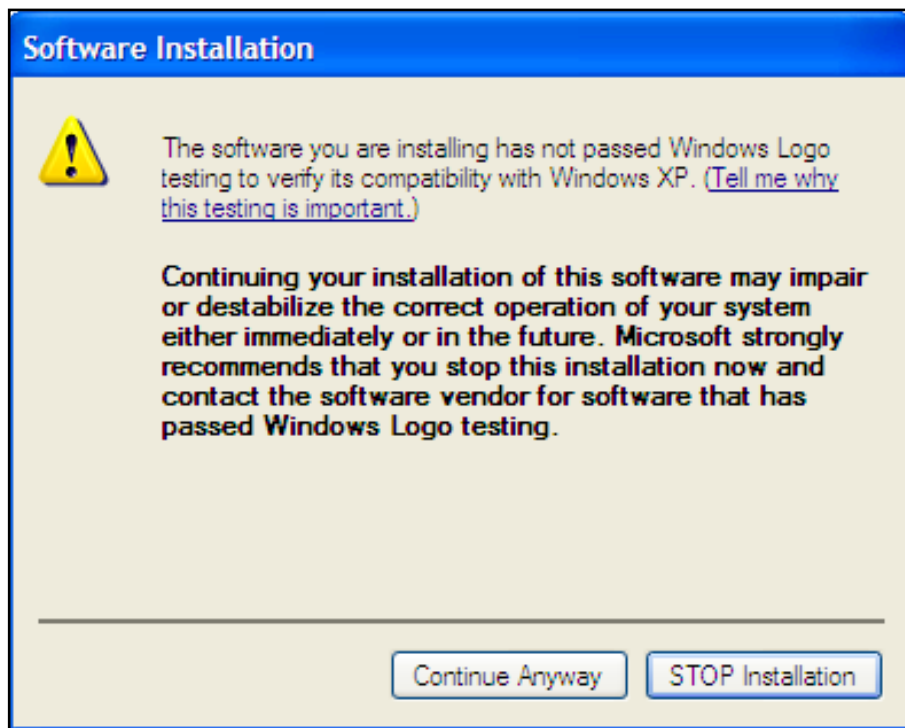 Software Installation
The software you are installing has not passed Windows Logo
testing to verify its compatibility with Windows XP. (Tell me why
this testing is important.)
Continuing your installation of this software may impair
or destabilize the correct operation of your system
either immediately or in the future. Microsoft strongly
recommends that you stop this installation now and
contact the software vendor for software that has
passed Windows Logo testing.
Continue Anyway
STOP Installation